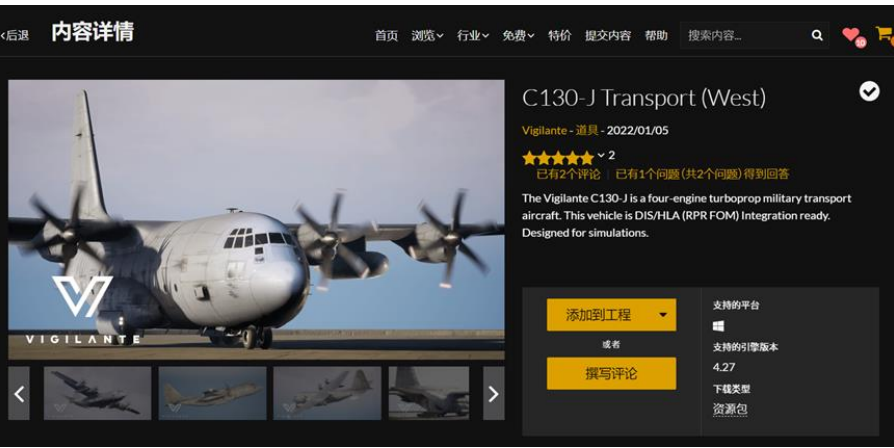 <后退
内容详情
首页 浏览 行业 免费 特价 提交内容 帮助 搜索内容... 10
C130-J Transport (West)
Vigilante - 道具 - 2022/01/05
2
已有2个评论 | 已有1个问题(共2个问题)得到回答
The Vigilante C130-J is a four-engine turboprop military transport
aircraft. This vehicle is DIS/HLA (RPR FOM) Integration ready.
Designed for simulations.
VIGILANTE
添加到工程
或者
撰写评论
支持的平台
支持的引擎版本
4.27
下载类型
资源包